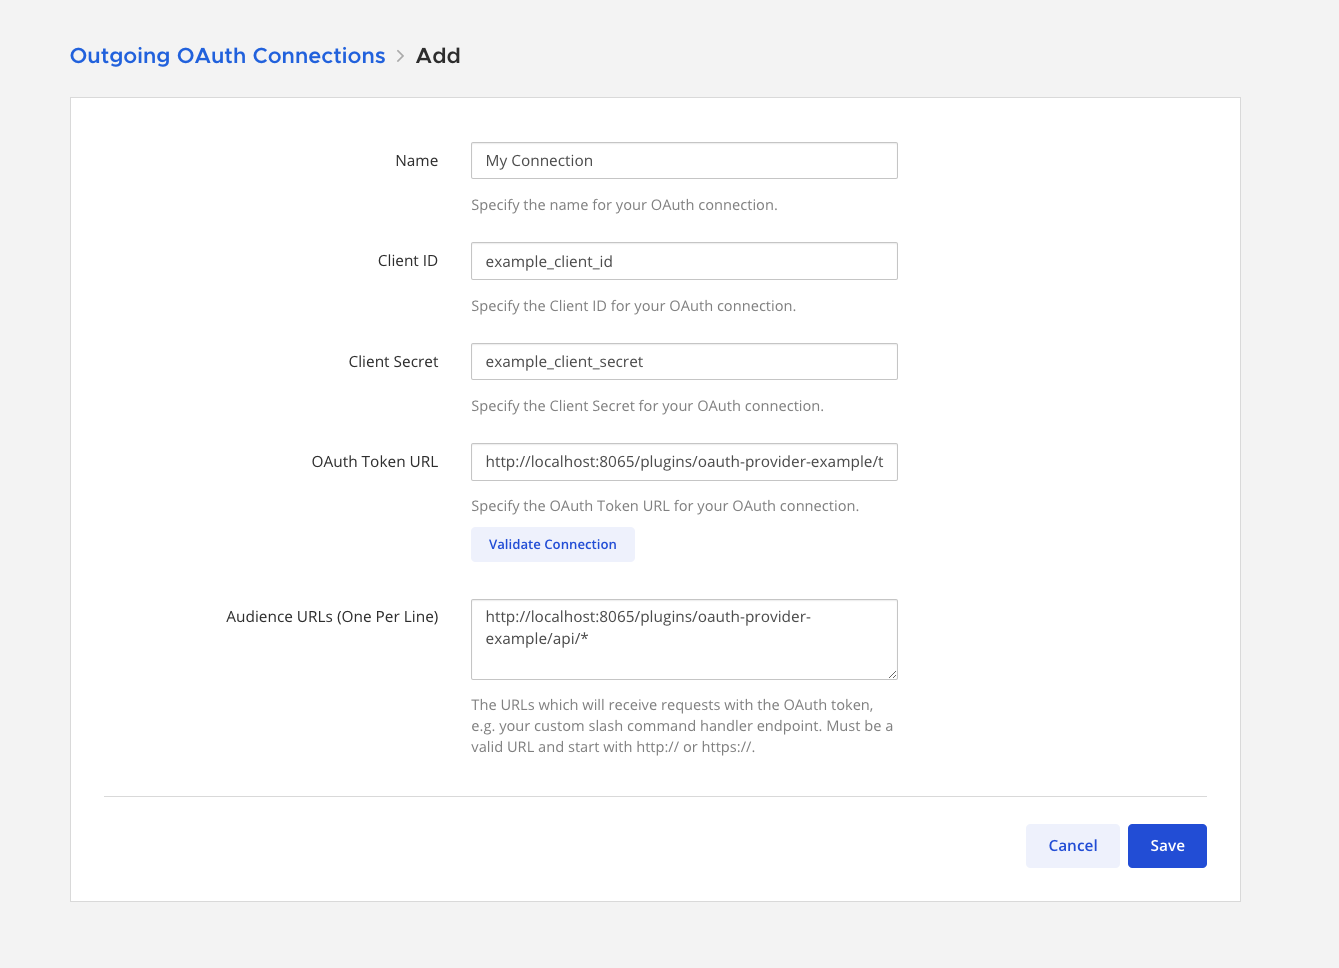 Outgoing OAuth Connections > Add
Name
My Connection
Specify the name for your OAuth connection.
Client ID
example_client_id
Specify the Client ID for your OAuth connection.
Client Secret
example_client_secret
Specify the Client Secret for your OAuth connection.
OAuth Token URL
http://localhost:8065/plugins/oauth-provider-example/t
Specify the OAuth Token URL for your OAuth connection.
Validate Connection
Audience URLs (One Per Line)
http://localhost:8065/plugins/oauth-provider-
example/api/*
The URLs which will receive requests with the OAuth token,
e.g. your custom slash command handler endpoint. Must be a
valid URL and start with http:// or https://.
Cancel
Save